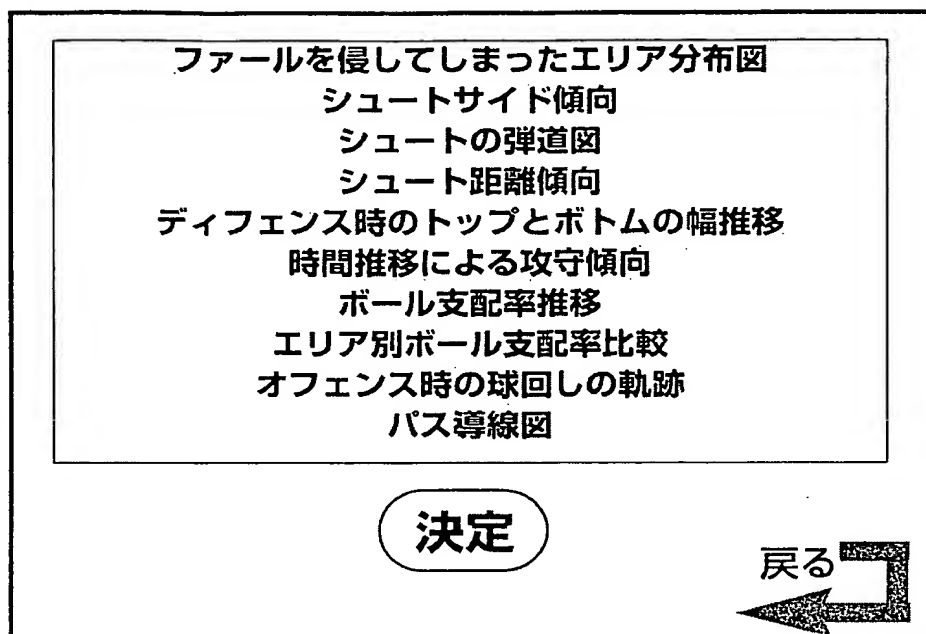 ファールを侵してしまったエリア分布図
シュートサイド傾向
シュートの弾道図
シュート距離傾向
ディフェンス時のトップとボトムの幅推移
時間推移による攻守傾向
ボール支配率推移
エリア別ボール支配率比較
オフェンス時の球回しの軌跡
パス導線図
決定
戻る